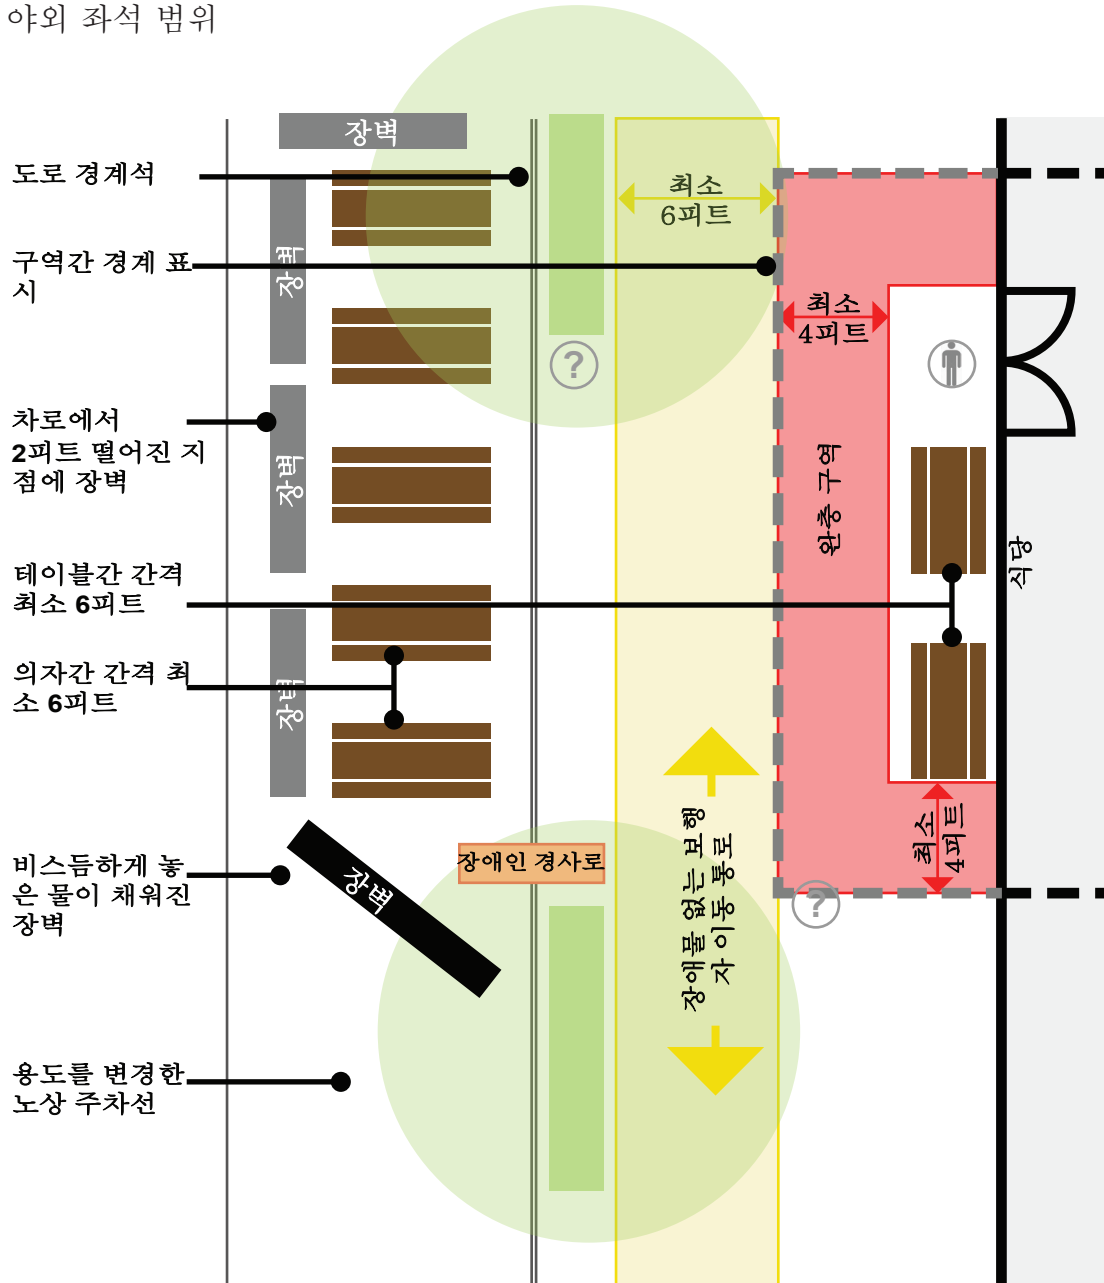 야외 좌석 범위
장벽
도로 경계석
최소
6피트
구역간 경계 표
시
장벽
최소
4피트
?
차로에서
2피트 떨어진 지
점에 장벽
장벽
완충 구역
식당
테이블간 간격
최소 6피트
의자간 간격 최
소 6피트
장벽
최소
4피트
장애물 없는 보행
자 이동 통로
장애인 경사로
비스듬하게 놓
은 물이 채워진
장벽
장벽
?
용도를 변경한
노상 주차선